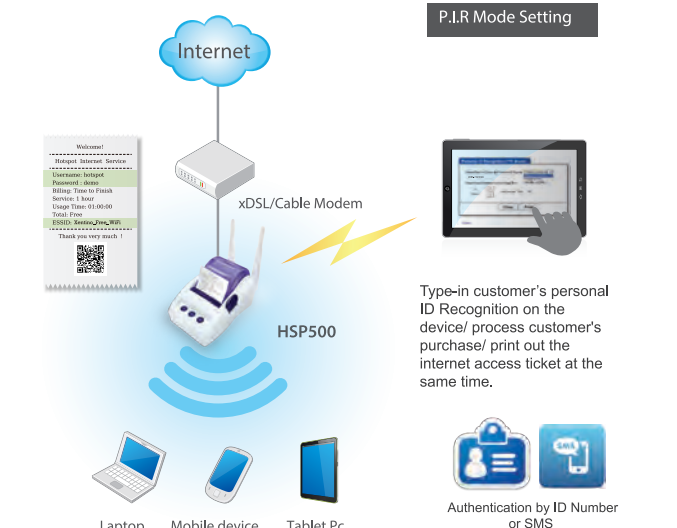 Internet
P.I.R Mode Setting
Welcome!
Hotspot Internet Service
Username: hotspot
Password : demo
Billing: Time to Finish
Service: 1 hour
Usage Time: 01:00:00
Total: Free
ESSID: Xentino_Free_WiFi
Thank you very much !
xDSL/Cable Modem
HSP500
Type-in customer's personal
ID Recognition on the
device/ process customer's
purchase/ print out the
internet access ticket at the
same time.
SMS
Authentication by ID Number
or SMS
Laptop
Mobile device
Tablet Pc